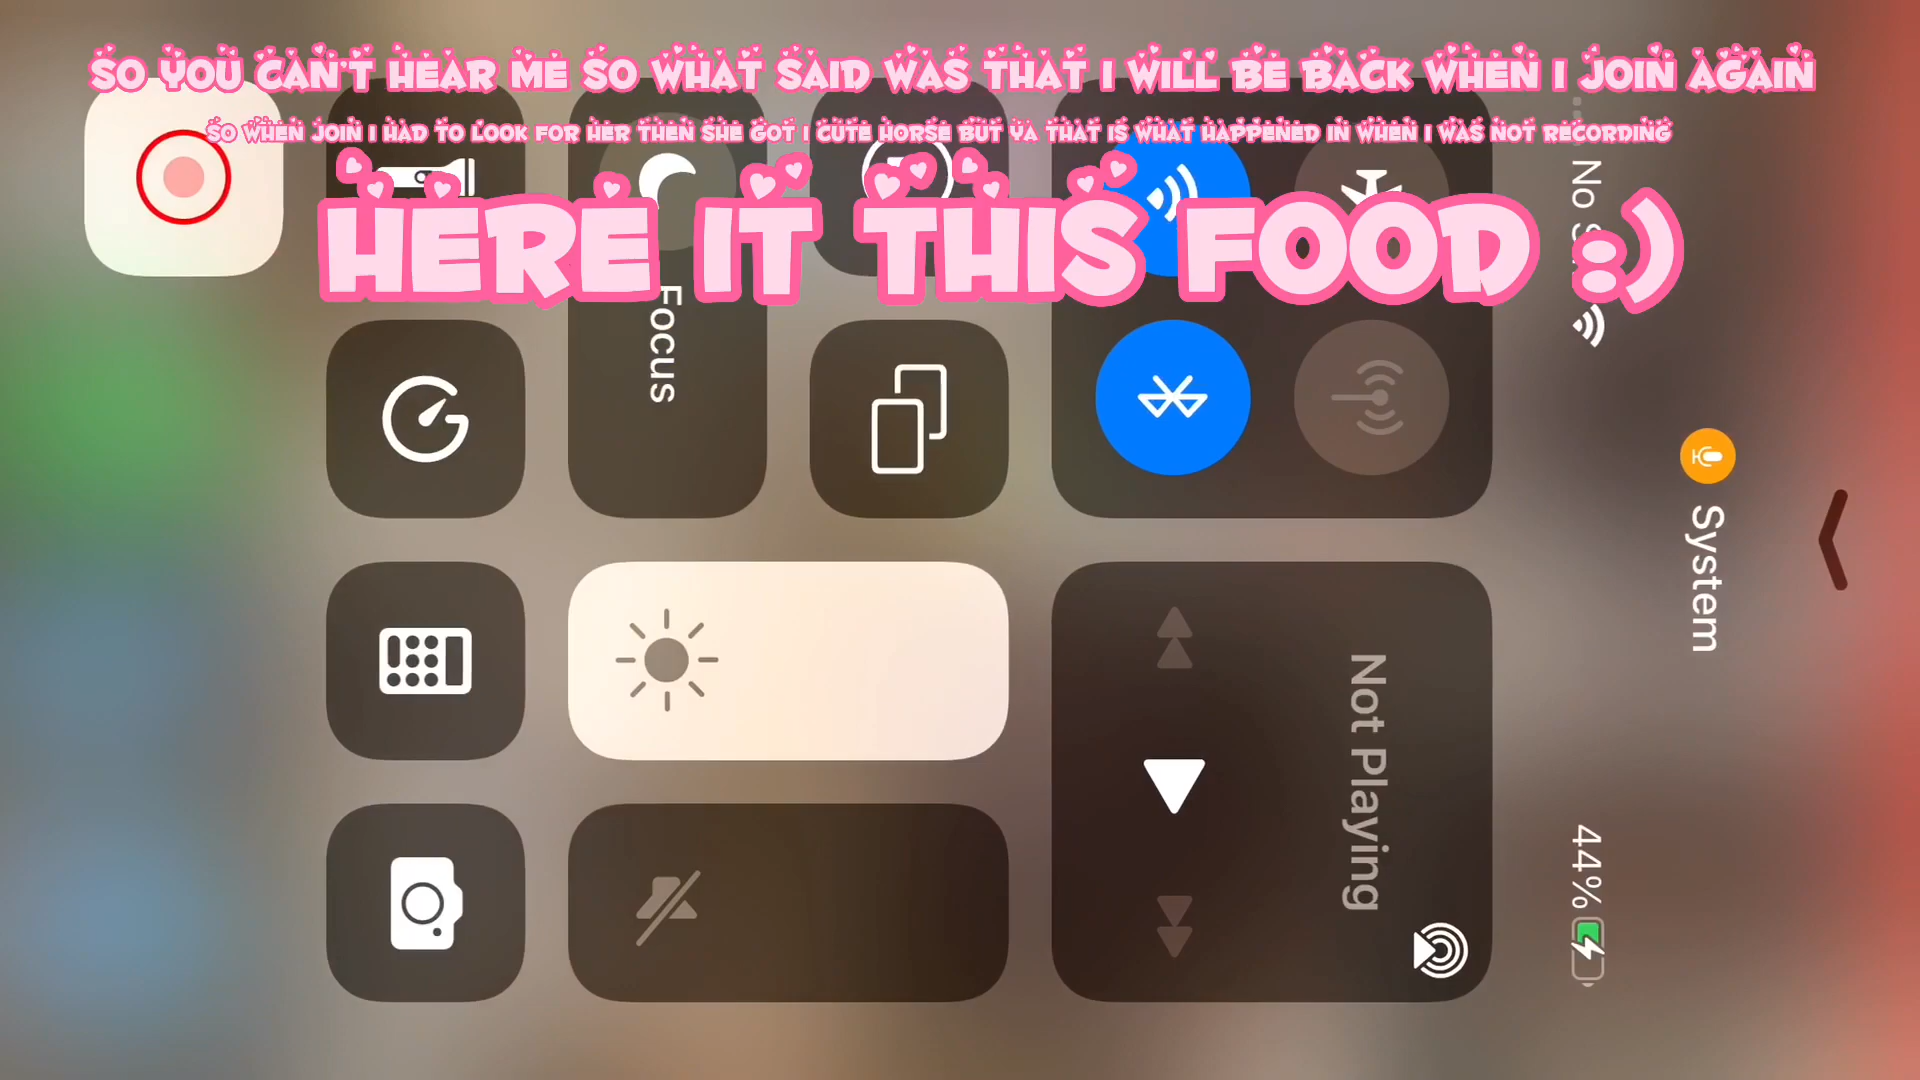 SO YOU CAN'T HEAR ME SO WHAT SAID WAS THAT I WILL BE BACK WHEN I JOIN AGAIN
SO WHEN JOIN I HAD TO LOOK FOR HER THEN SHE GOT I CUTE HORSE BUT YA THAT IS WHAT HAPPENED IN WHEN I WAS NOT RECORDING
HERE IT THIS FOOD :)
System
No
44%
Focus
Not Playing